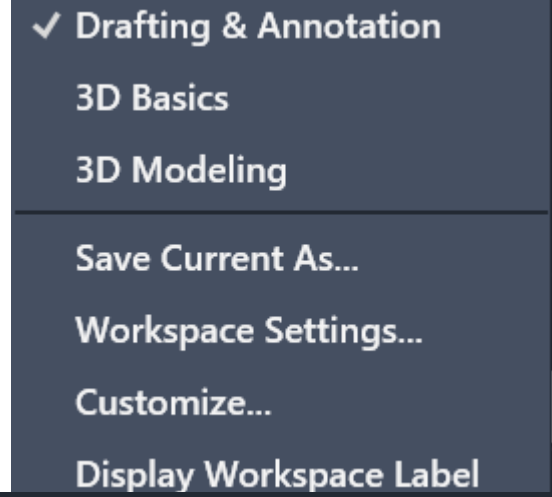 Drafting & Annotation
3D Basics
3D Modeling
Save Current As...
Workspace Settings...
Customize...
Display Workspace Label